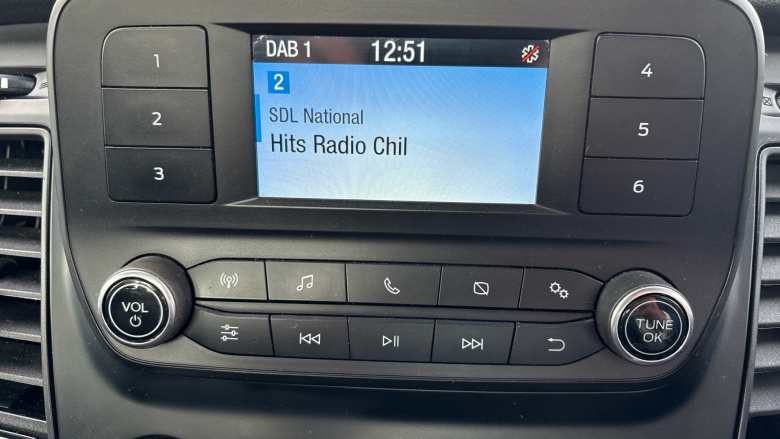 DAB 1 12:51
2
SDL National
Hits Radio Chil
1
2
3
4
5
6
VOL
TUNE
OK